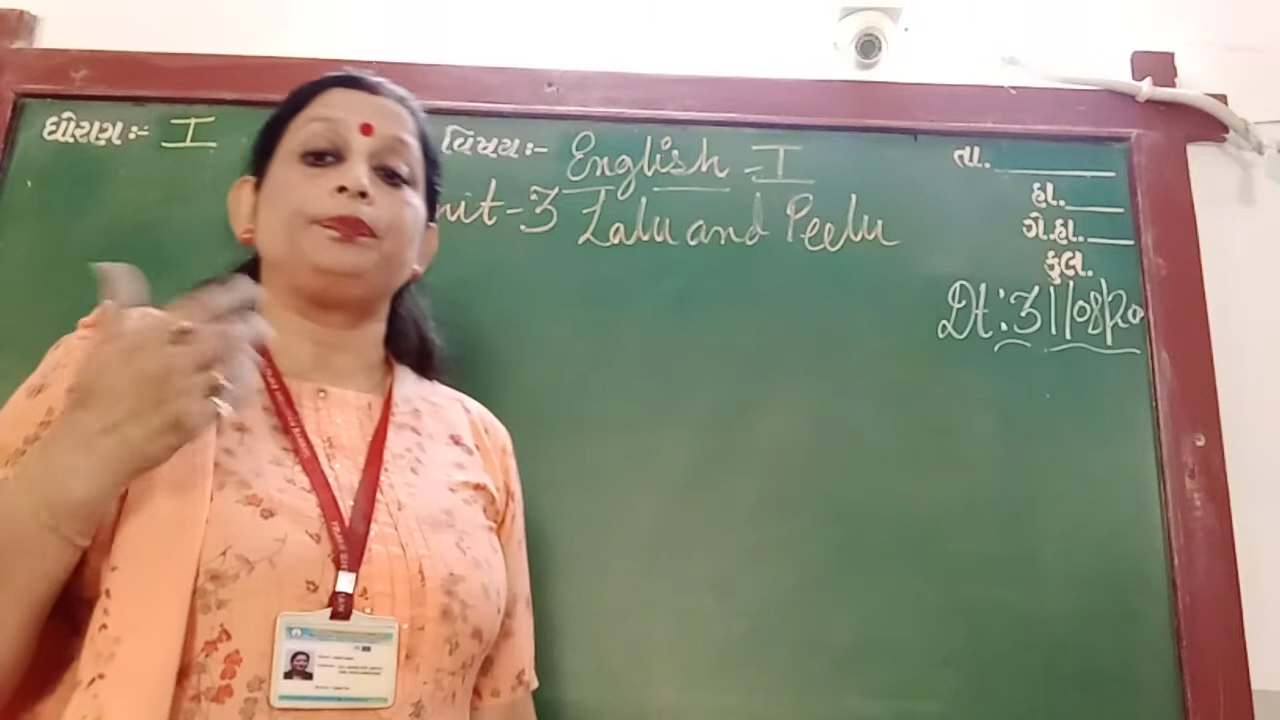 ધોરણ:- I
વિષય:- English - I
nit-3 Lalu and Peelu
તા.
હા.
ગે.હા.
કુલ.
Dt:31/08/20